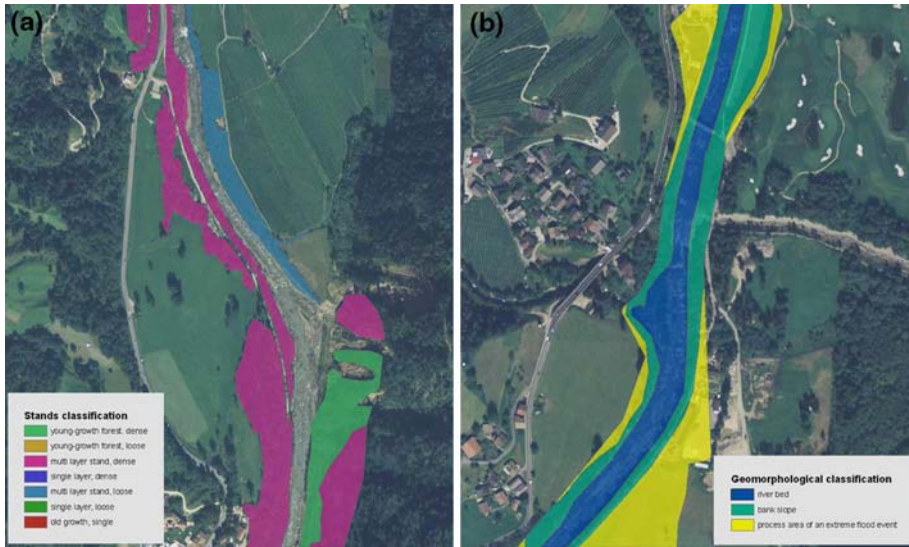 (a)
Stands classification
young-growth forest, dense
young-growth forest, loose
multi layer stand, dense
single layer, dense
multi layer stand, loose
single layer, loose
old growth, single
(b)
Geomorphological classification
river bed
bank slope
process area of an extreme flood event